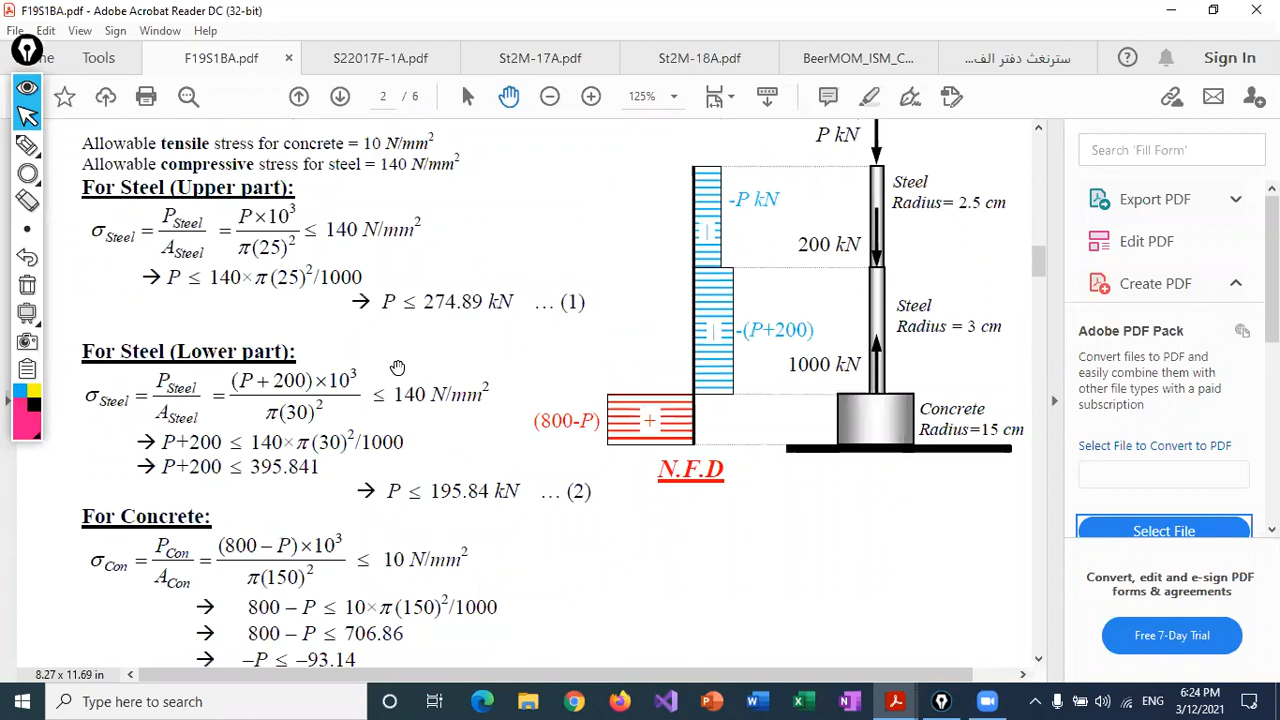 F19S1BA.pdf - Adobe Acrobat Reader DC (32-bit)
File Edit View Sign Window Help
me Tools F19S1BA.pdf × S22017F-1A.pdf St2M-17A.pdf St2M-18A.pdf BeerMOM_ISM_C... سترنغث دفتر الف... Sign In
2 / 6 125%
Allowable tensile stress for concrete = 10 N/mm²
Allowable compressive stress for steel = 140 N/mm²
For Steel (Upper part):
σSteel = PSteel / ASteel = P×10³ / π(25)² ≤ 140 N/mm²
→ P ≤ 140×π(25)²/1000
→ P ≤ 274.89 kN … (1)
For Steel (Lower part):
σSteel = PSteel / ASteel = (P + 200)×10³ / π(30)² ≤ 140 N/mm²
→ P+200 ≤ 140×π(30)²/1000
→ P+200 ≤ 395.841
→ P ≤ 195.84 kN … (2)
For Concrete:
σCon = PCon / ACon = (800 – P)×10³ / π(150)² ≤ 10 N/mm²
→ 800 – P ≤ 10×π(150)²/1000
→ 800 – P ≤ 706.86
→ –P ≤ –93.14
P kN
-P kN
Steel
Radius= 2.5 cm
200 kN
-(P+200)
Steel
Radius = 3 cm
1000 kN
(800-P)
+
Concrete
Radius=15 cm
N.F.D
Search 'Fill Form'
Export PDF
Edit PDF
Create PDF
Adobe PDF Pack
Convert files to PDF and
easily combine them with
other file types with a paid
subscription
Select File to Convert to PDF
Select File
Convert, edit and e-sign PDF
forms & agreements
Free 7-Day Trial
8.27 x 11.69 in
Type here to search
ENG
6:24 PM
3/12/2021